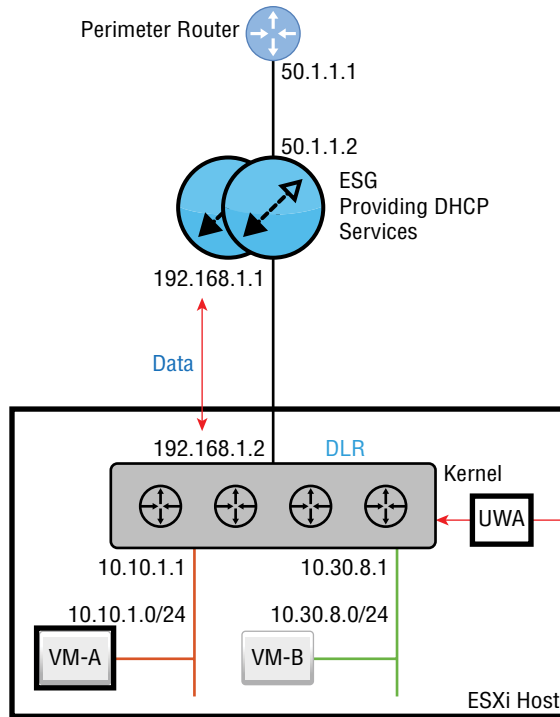 Perimeter Router
50.1.1.1
50.1.1.2
ESG
Providing DHCP
Services
192.168.1.1
Data
192.168.1.2
DLR
Kernel
UWA
10.10.1.1
10.30.8.1
10.10.1.0/24
10.30.8.0/24
VM-A
VM-B
ESXi Host